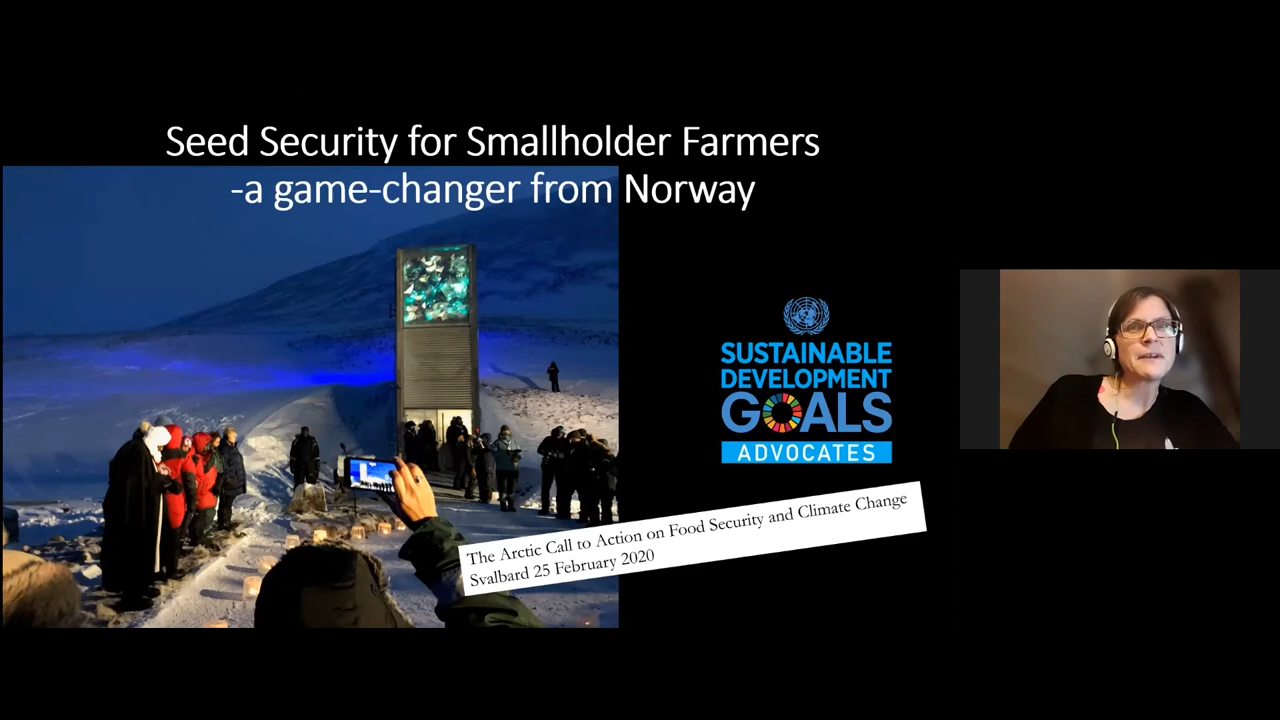 Seed Security for Smallholder Farmers
-a game-changer from Norway
SUSTAINABLE
DEVELOPMENT
GOALS
ADVOCATES
The Arctic Call to Action on Food Security and Climate Change
Svalbard 25 February 2020